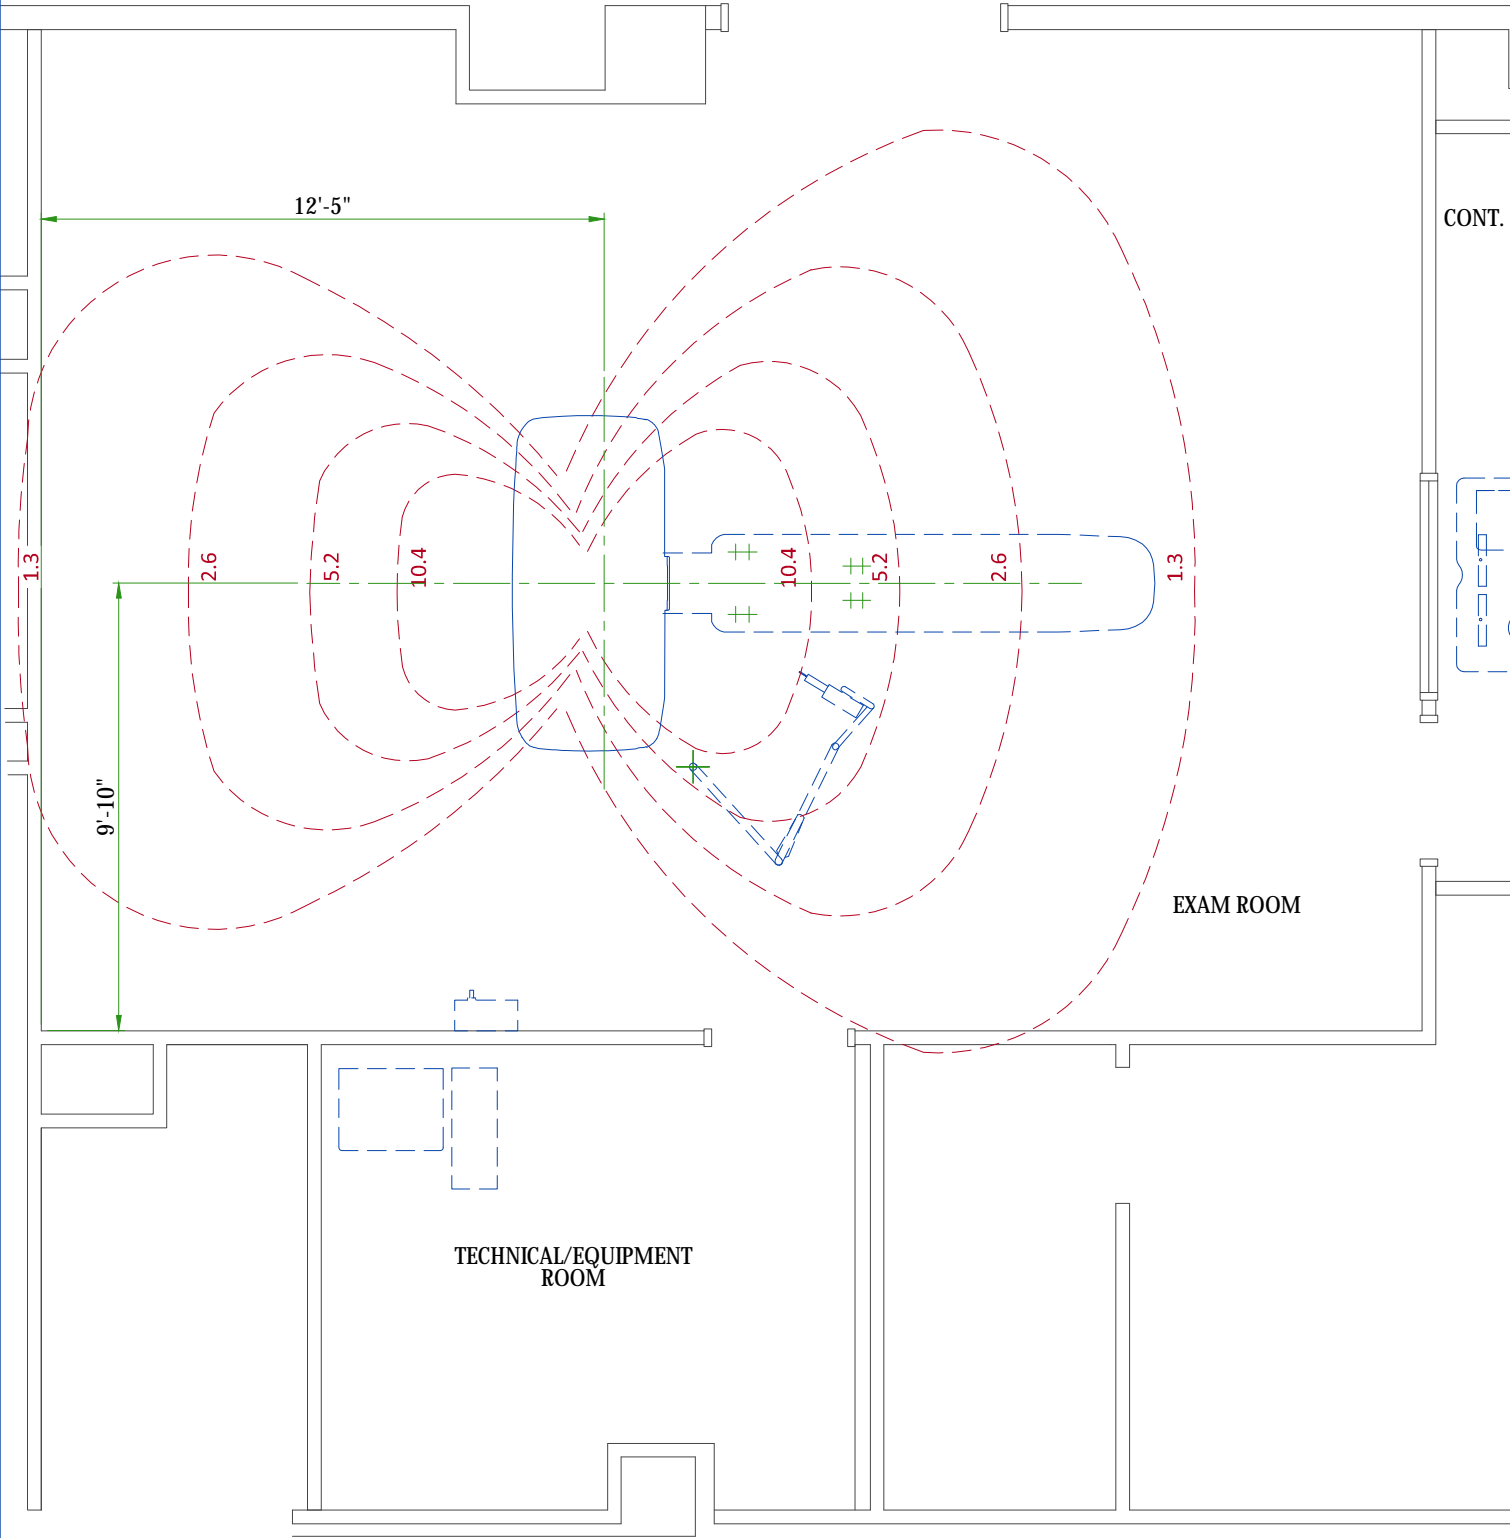 12'-5"
CONT.
1.3
2.6
5.2
10.4
10.4
5.2
2.6
1.3
9'-10"
EXAM ROOM
TECHNICAL/EQUIPMENT
ROOM